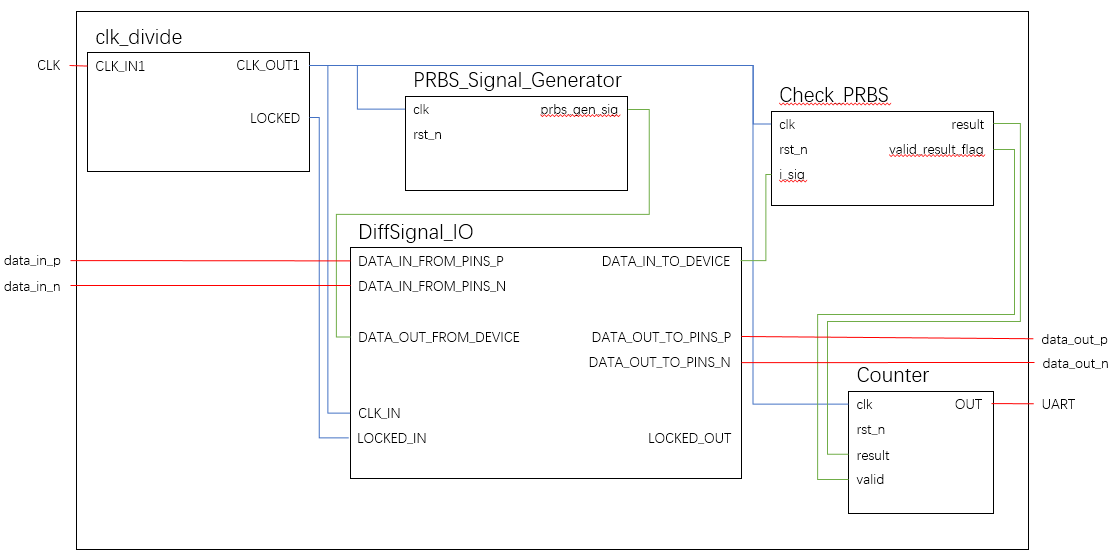 clk_divide
CLK
CLK_IN1
CLK_OUT1
LOCKED
PRBS_Signal_Generator
clk
prbs_gen_sig
rst_n
Check_PRBS
clk
result
rst_n
valid_result_flag
i_sig
DiffSignal_IO
data_in_p
DATA_IN_FROM_PINS_P
DATA_IN_TO_DEVICE
data_in_n
DATA_IN_FROM_PINS_N
DATA_OUT_FROM_DEVICE
DATA_OUT_TO_PINS_P
data_out_p
DATA_OUT_TO_PINS_N
data_out_n
CLK_IN
LOCKED_IN
LOCKED_OUT
Counter
clk
OUT
UART
rst_n
result
valid